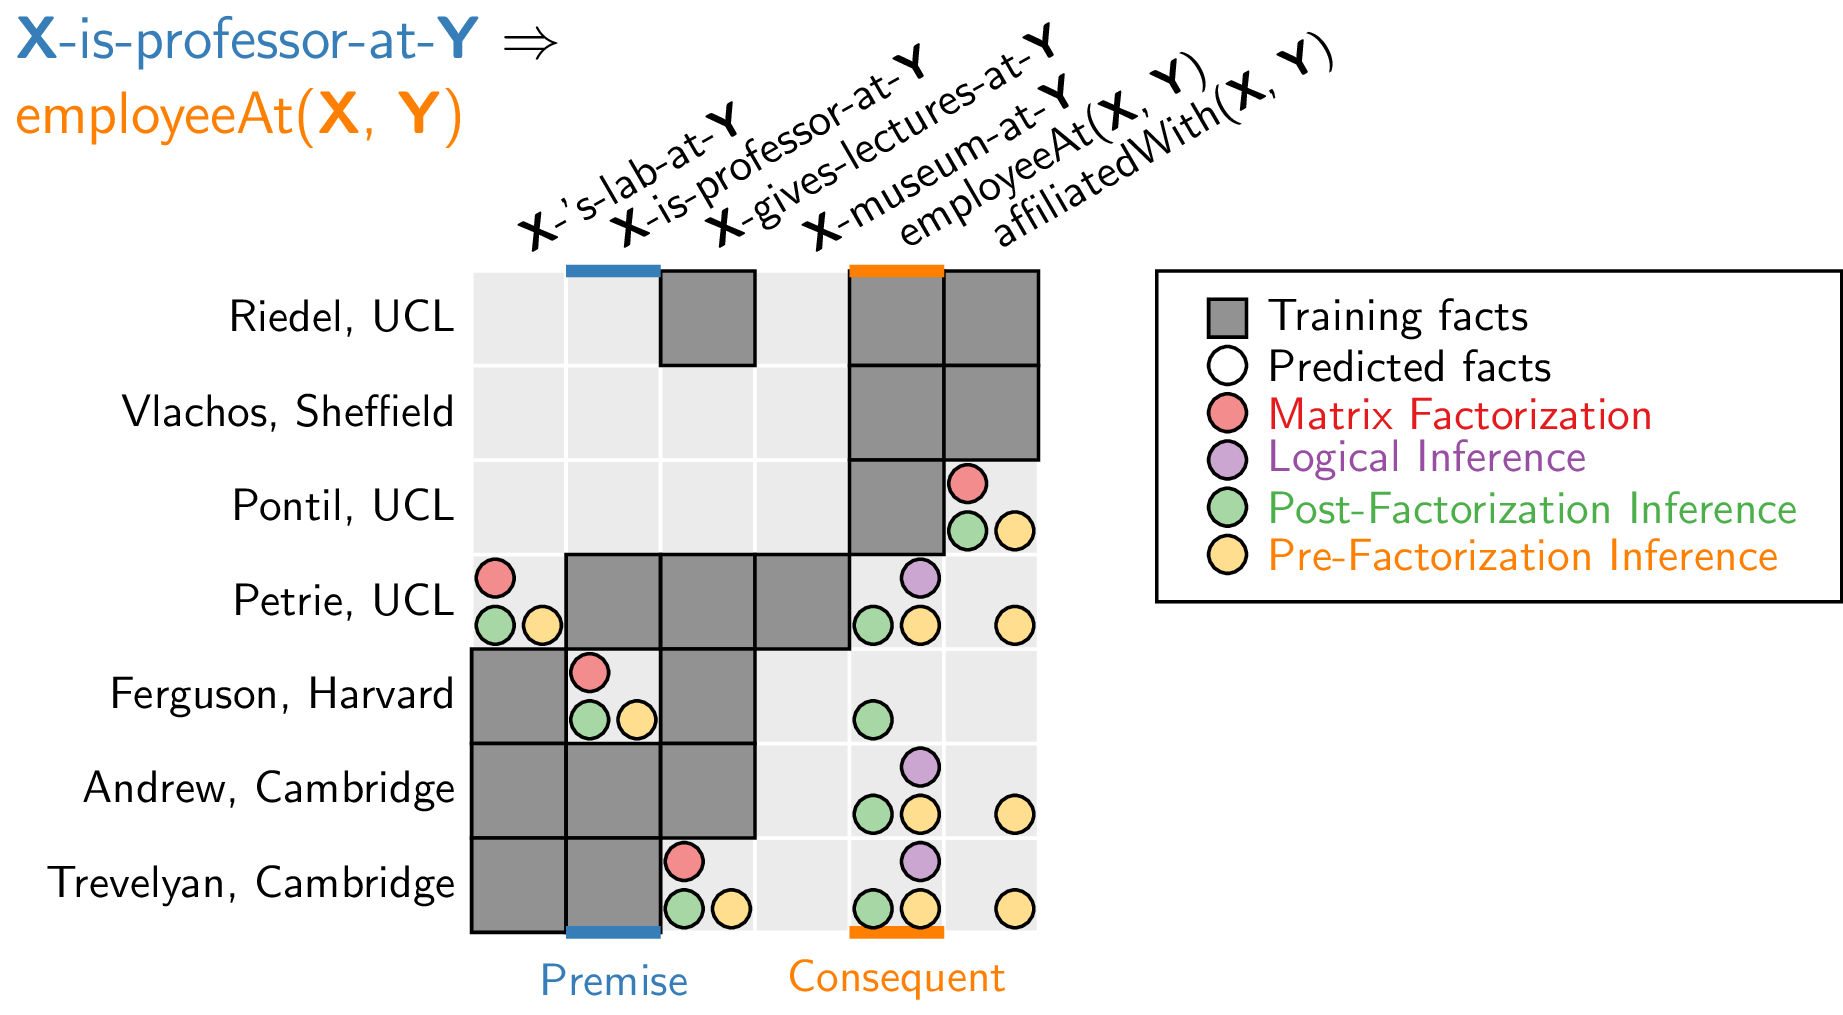 X-is-professor-at-Y ⇒
employeeAt(X, Y)
X-'s-lab-at-Y
X-is-professor-at-Y
X-gives-lectures-at-Y
X-museum-at-Y
employeeAt(X, Y)
affiliatedWith(X, Y)
Riedel, UCL
Vlachos, Sheffield
Pontil, UCL
Petrie, UCL
Ferguson, Harvard
Andrew, Cambridge
Trevelyan, Cambridge
Premise
Consequent
Training facts
Predicted facts
Matrix Factorization
Logical Inference
Post-Factorization Inference
Pre-Factorization Inference